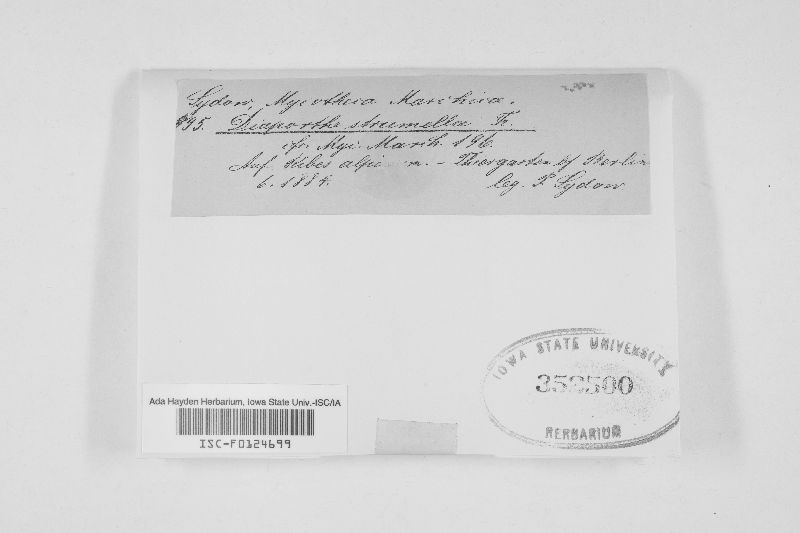 Sydow, Mycotheca Marchica.
Diaporthe strumella Fr.
cfr. Myc. March. 196.
Auf Ribes alpinum. – Thiergarten bei Berlin
6. 1884. leg. P. Sydow
IOWA STATE UNIVERSITY
352500
HERBARIUM
Ada Hayden Herbarium, Iowa State Univ.-ISC/IA
ISC-F0124699